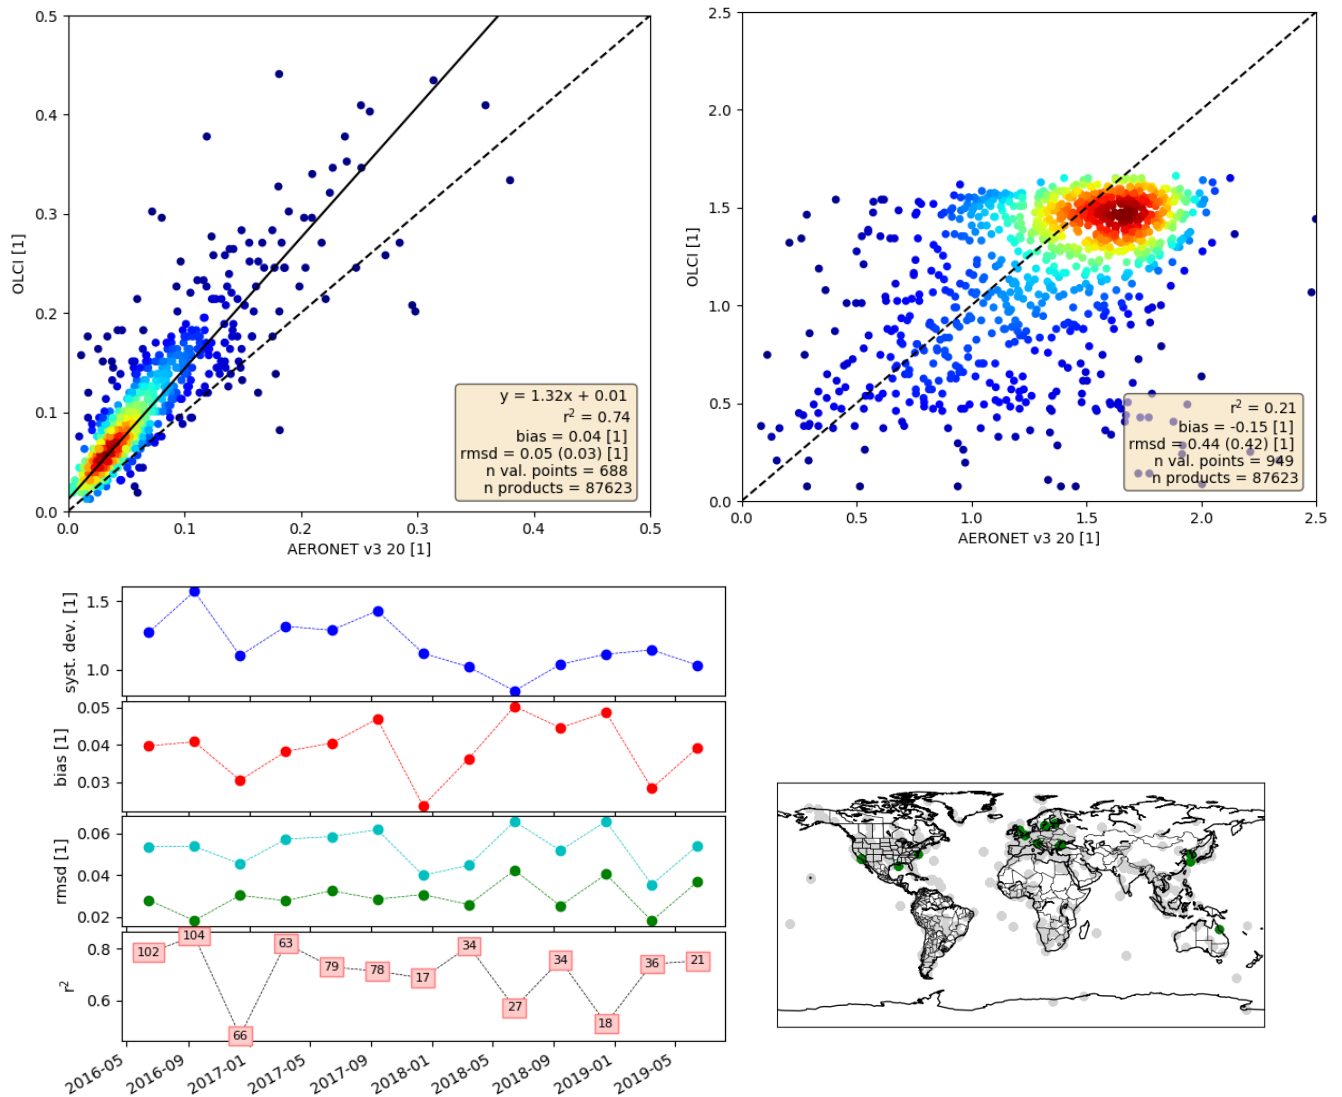 0.5
0.4
0.3
0.2
0.1
0.0
OLCI [1]
y = 1.32x + 0.01
r² = 0.74
bias = 0.04 [1]
rmsd = 0.05 (0.03) [1]
n val. points = 688
n products = 87623
0.0 0.1 0.2 0.3 0.4 0.5
AERONET v3 20 [1]
2.5
2.0
1.5
1.0
0.5
0.0
OLCI [1]
r² = 0.21
bias = -0.15 [1]
rmsd = 0.44 (0.42) [1]
n val. points = 949
n products = 87623
0.0 0.5 1.0 1.5 2.0 2.5
AERONET v3 20 [1]
syst. dev. [1]
1.5
1.0
bias [1]
0.05
0.04
0.03
rmsd [1]
0.06
0.04
0.02
r²
0.8
0.6
102 104 66 63 79 78 17 34 27 34 18 36 21
2016-05 2016-09 2017-01 2017-05 2017-09 2018-01 2018-05 2018-09 2019-01 2019-05